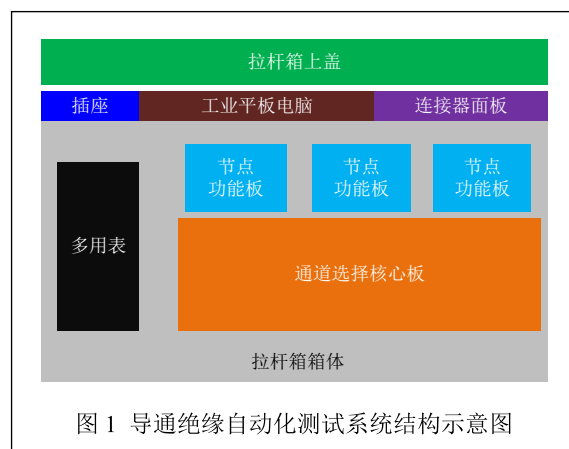 拉杆箱上盖
插座 工业平板电脑 连接器面板
节点 节点 节点
功能板 功能板 功能板
多用表
通道选择核心板
拉杆箱箱体
图 1 导通绝缘自动化测试系统结构示意图